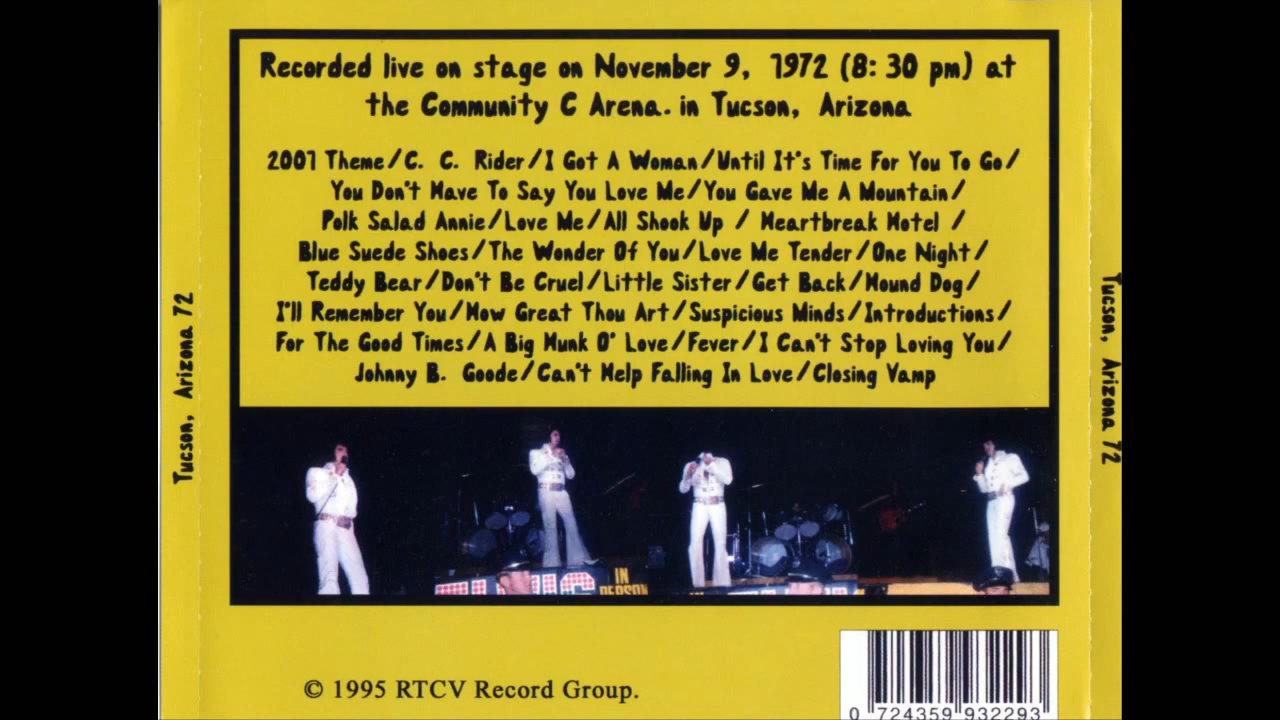 Recorded live on stage on November 9, 1972 (8: 30 pm) at
the Community C Arena. in Tucson, Arizona
2001 Theme/C. C. Rider/I Got A Woman/Until It's Time For You To Go/
You Don't Have To Say You Love Me/You Gave Me A Mountain/
Polk Salad Annie/Love Me/All Shook Up / Heartbreak Hotel /
Blue Suede Shoes/The Wonder Of You/Love Me Tender/One Night/
Teddy Bear/Don't Be Cruel/Little Sister/Get Back/Hound Dog/
I'll Remember You/How Great Thou Art/Suspicious Minds/Introductions/
For The Good Times/A Big Hunk O' Love/Fever/I Can't Stop Loving You/
Johnny B. Goode/Can't Help Falling In Love/Closing Vamp
Tucson, Arizona 72
Tucson, Arizona 72
IN
PERSON
© 1995 RTCV Record Group.
0 724359 932293